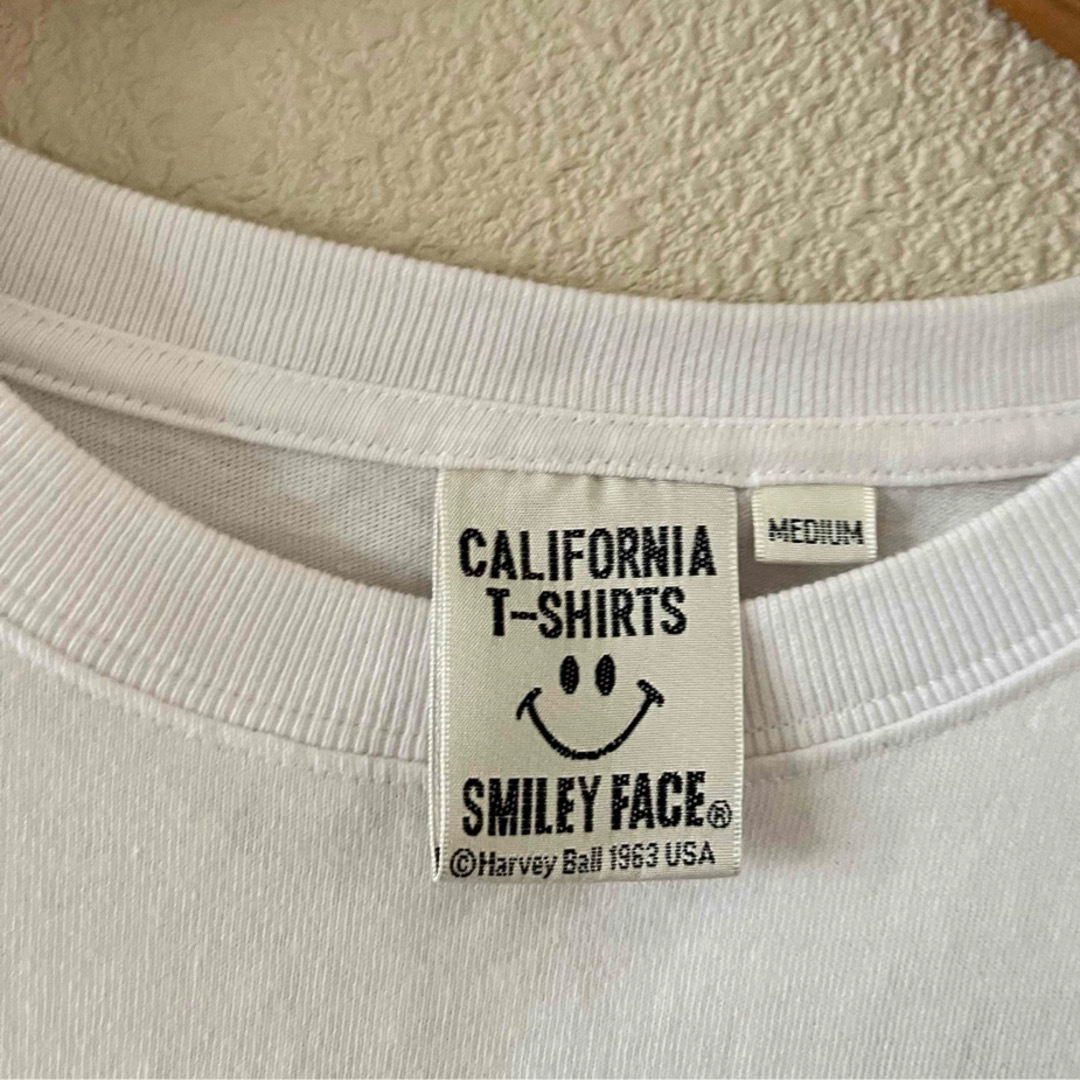 CALIFORNIA
T-SHIRTS
SMILEY FACE®
©Harvey Ball 1963 USA
MEDIUM